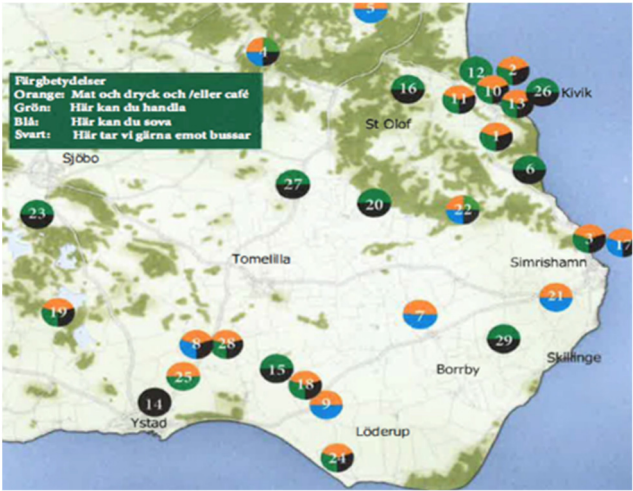 5
4
Färgbetydelser
Orange: Mat och dryck och /eller café
Grön: Här kan du handla
Blå: Här kan du sova
Svart: Här tar vi gärna emot bussar
12
2
16
10
26
Kivik
11
13
St Olof
1
Sjöbo
6
27
20
22
23
3
17
Tomelilla
Simrishamn
21
19
7
8
28
29
Skillinge
15
Borrby
25
18
14
9
Ystad
Löderup
24